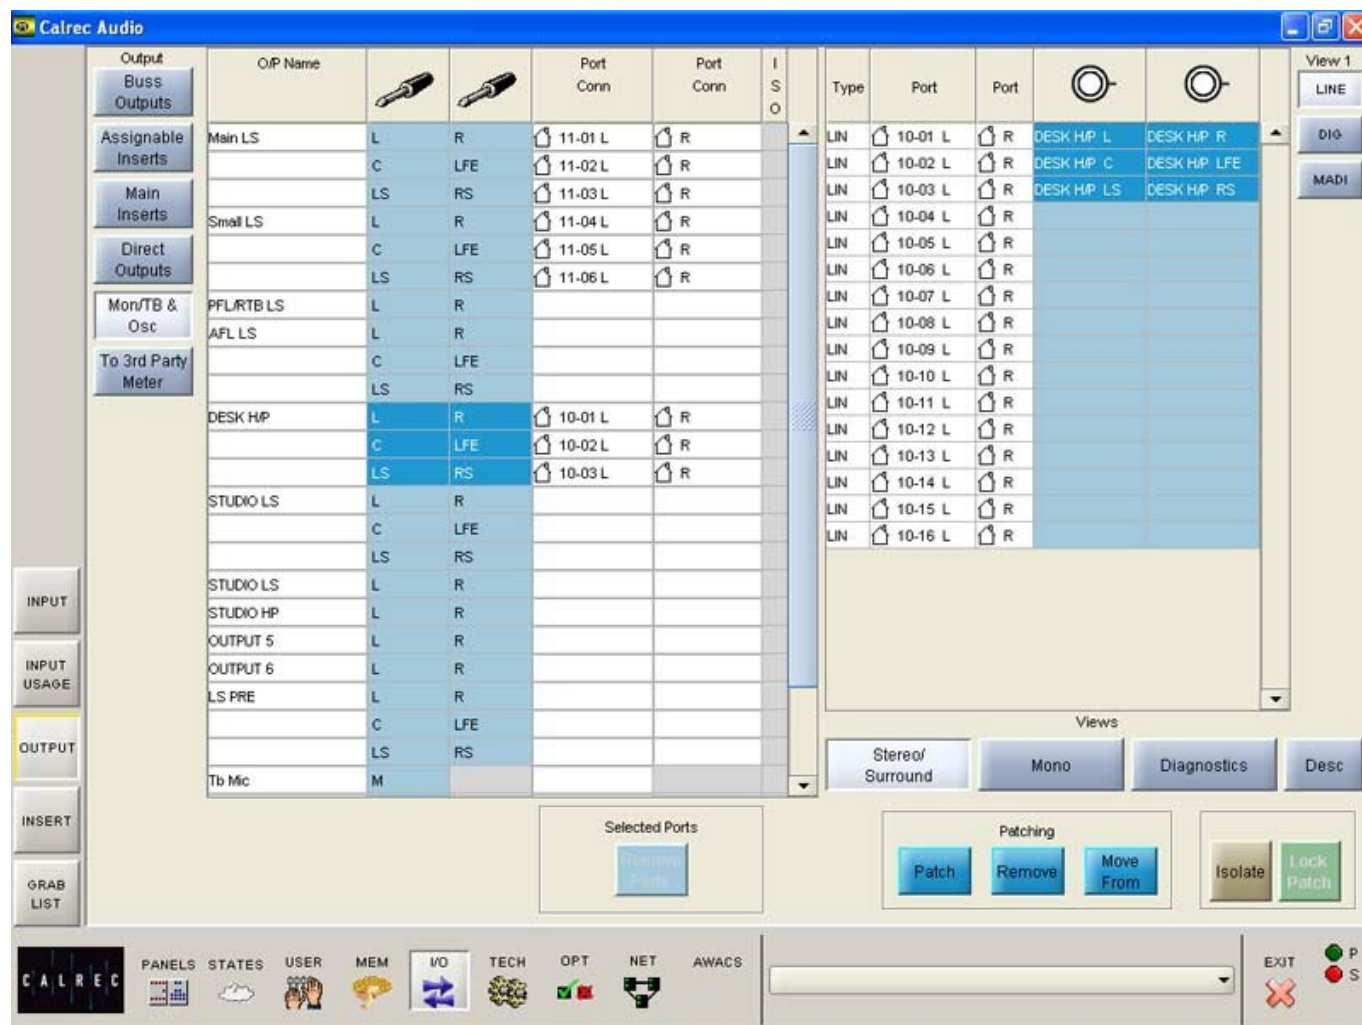 Calrec Audio
Output
Buss Outputs
Assignable Inserts
Main Inserts
Direct Outputs
Mon/TB & Osc
To 3rd Party Meter
O/P Name Port Conn Port Conn ISO
Main LS L R 11-01 L R
C LFE 11-02 L R
LS RS 11-03 L R
Small LS L R 11-04 L R
C LFE 11-05 L R
LS RS 11-06 L R
PFL/RTB LS L R
AFL LS L R
C LFE
LS RS
DESK H/P L R 10-01 L R
C LFE 10-02 L R
LS RS 10-03 L R
STUDIO LS L R
C LFE
LS RS
STUDIO LS L R
STUDIO HP L R
OUTPUT 5 L R
OUTPUT 6 L R
LS PRE L R
C LFE
LS RS
Tb Mic M
Type Port Port
LIN 10-01 L R DESK H/P L DESK H/P R
LIN 10-02 L R DESK H/P C DESK H/P LFE
LIN 10-03 L R DESK H/P LS DESK H/P RS
LIN 10-04 L R
LIN 10-05 L R
LIN 10-06 L R
LIN 10-07 L R
LIN 10-08 L R
LIN 10-09 L R
LIN 10-10 L R
LIN 10-11 L R
LIN 10-12 L R
LIN 10-13 L R
LIN 10-14 L R
LIN 10-15 L R
LIN 10-16 L R
View 1
LINE
DIG
MADI
Views
Stereo/ Surround
Mono
Diagnostics
Desc
INPUT
INPUT USAGE
OUTPUT
INSERT
GRAB LIST
Selected Ports
Remove Ports
Patching
Patch
Remove
Move From
Isolate
Lock Patch
CALREC
PANELS STATES USER MEM I/O TECH OPT NET AWACS
EXIT
P
S